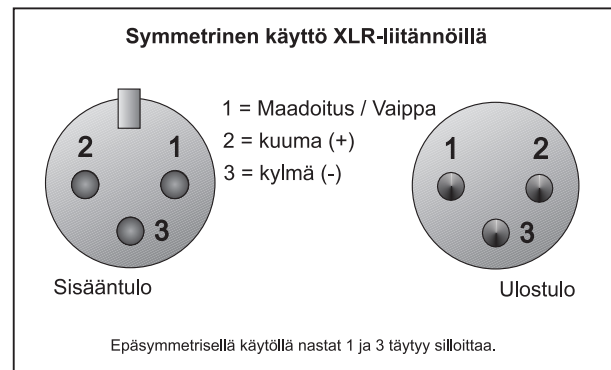 Symmetrinen käyttö XLR-liitännöillä
1 = Maadoitus / Vaippa
2 = kuuma (+)
3 = kylmä (-)
2 1
3
1 2
3
Sisääntulo
Ulostulo
Epäsymmetrisellä käytöllä nastat 1 ja 3 täytyy silloittaa.